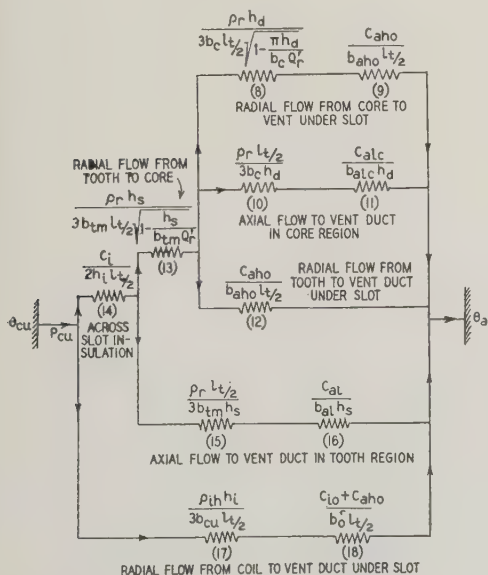 ρr hd
3bc lt/2 √1 - πhd / bc Qr'
(8)
Caho
baho lt/2
(9)
RADIAL FLOW FROM CORE TO
VENT UNDER SLOT
RADIAL FLOW FROM
TOOTH TO CORE
ρr lt/2
3bc hd
(10)
Calc
balc hd
(11)
AXIAL FLOW TO VENT DUCT
IN CORE REGION
ρr hs
3btm lt/2 √1 - hs / btm Qr'
(13)
Caho
baho lt/2
(12)
RADIAL FLOW FROM
TOOTH TO VENT DUCT
UNDER SLOT
Ci
2hi lt/2
(14)
ACROSS
SLOT IN-
SULATION
θcu
Pcu
θa
ρr lt/2
3btm hs
(15)
Cal
bal hs
(16)
AXIAL FLOW TO VENT DUCT IN TOOTH REGION
ρih hi
3bcu lt/2
(17)
Cio + Caho
bo lt/2
(18)
RADIAL FLOW FROM COIL TO VENT DUCT UNDER SLOT